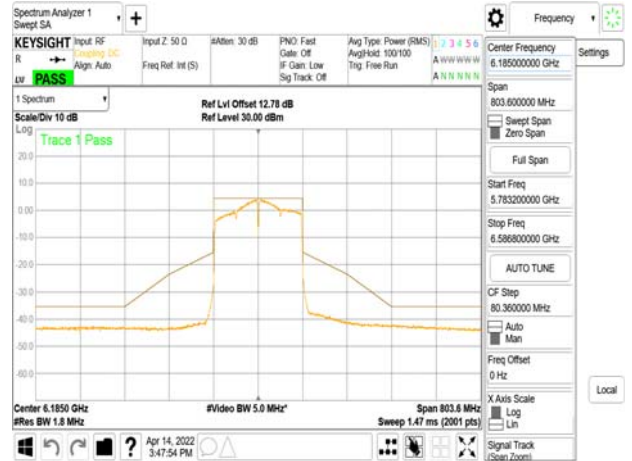 Spectrum Analyzer 1
Swept SA
+
Frequency
KEYSIGHT
R
LV PASS
Input: RF
Coupling: DC
Align: Auto
Input Z: 50 Ω
Freq Ref: Int (S)
#Atten: 30 dB
PNO: Fast
Gate: Off
IF Gain: Low
Sig Track: Off
Avg Type: Power (RMS)
Avg|Hold: 100/100
Trig: Free Run
1 2 3 4 5 6
A W W W W W
A N N N N N
Center Frequency
6.185000000 GHz
Settings
1 Spectrum
Scale/Div 10 dB
Ref Lvl Offset 12.78 dB
Ref Level 30.00 dBm
Log
Trace 1 Pass
20.0
10.0
0.00
-10.0
-20.0
-30.0
-40.0
-50.0
-60.0
Span
803.600000 MHz
Swept Span
Zero Span
Full Span
Start Freq
5.783200000 GHz
Stop Freq
6.586800000 GHz
AUTO TUNE
CF Step
80.360000 MHz
Auto
Man
Freq Offset
0 Hz
X Axis Scale
Log
Lin
Signal Track
(Span Zoom)
Local
Center 6.1850 GHz
#Res BW 1.8 MHz
#Video BW 5.0 MHz*
Span 803.6 MHz
Sweep 1.47 ms (2001 pts)
?
Apr 14, 2022
3:47:54 PM